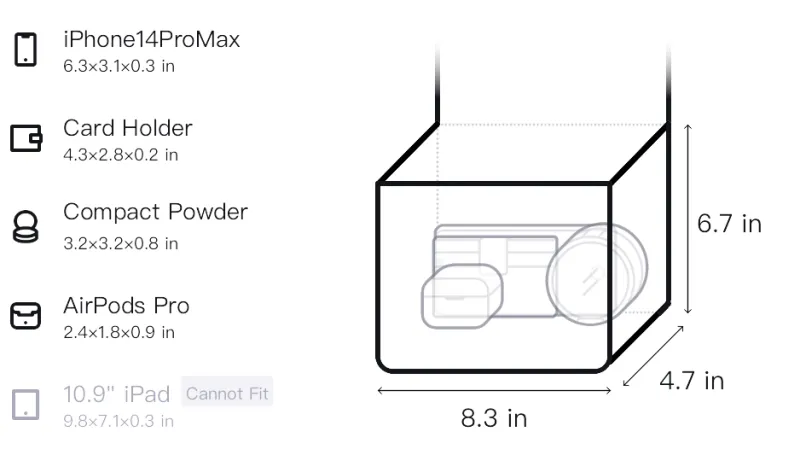 iPhone14ProMax
6.3×3.1×0.3 in
Card Holder
4.3×2.8×0.2 in
Compact Powder
3.2×3.2×0.8 in
AirPods Pro
2.4×1.8×0.9 in
10.9" iPad Cannot Fit
9.8×7.1×0.3 in
6.7 in
4.7 in
8.3 in